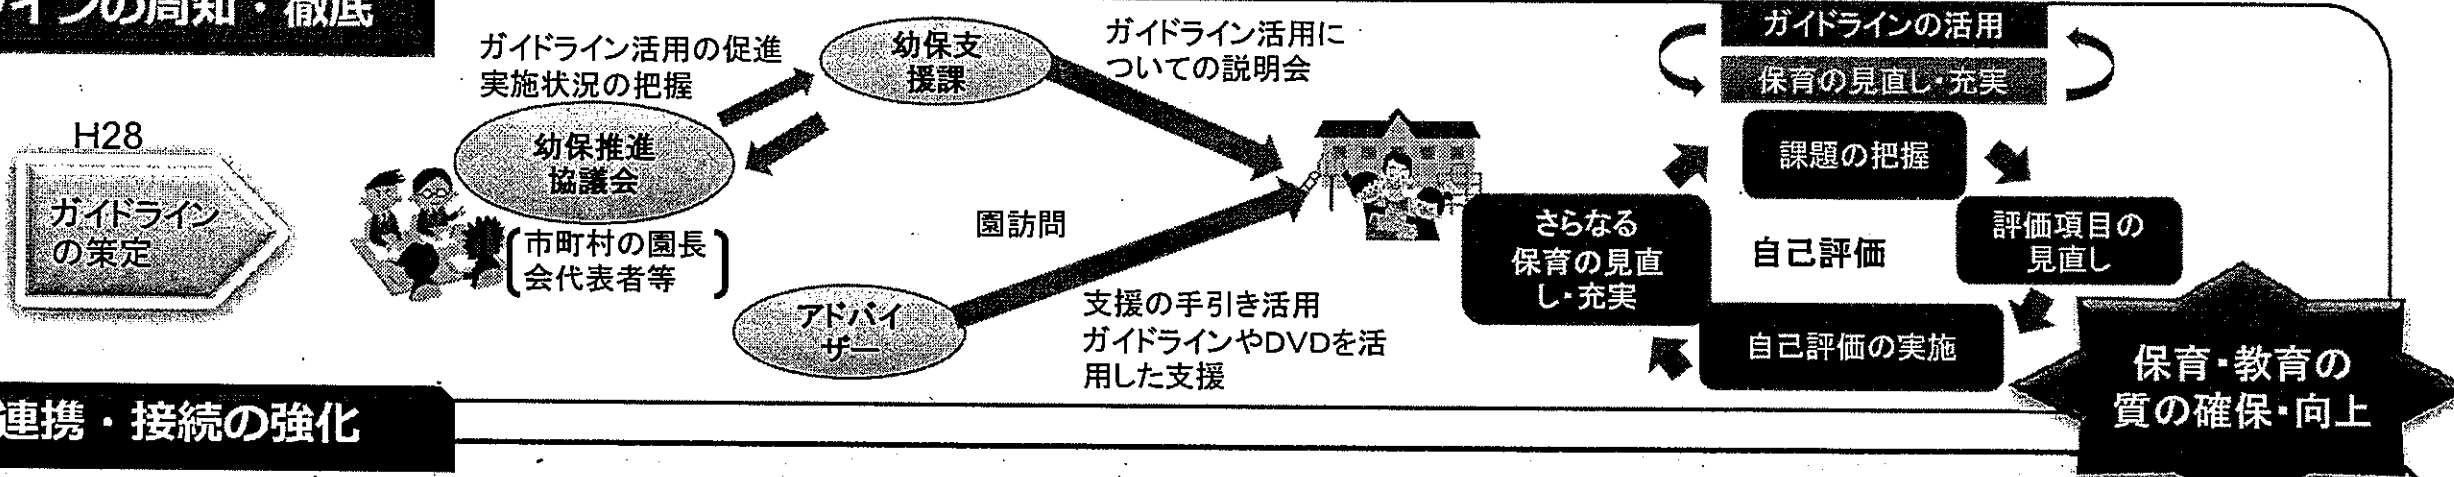 インの周知・徹底
H28
ガイドライン
の策定
ガイドライン活用の促進
実施状況の把握
幼保推進
協議会
市町村の園長
会代表者等
幼保支
援課
ガイドライン活用に
ついての説明会
園訪問
アドバイ
ザー
支援の手引き活用
ガイドラインやDVDを活
用した支援
ガイドラインの活用
保育の見直し・充実
課題の把握
評価項目の
見直し
自己評価
自己評価の実施
さらなる
保育の見直
し・充実
保育・教育の
質の確保・向上
連携・接続の強化